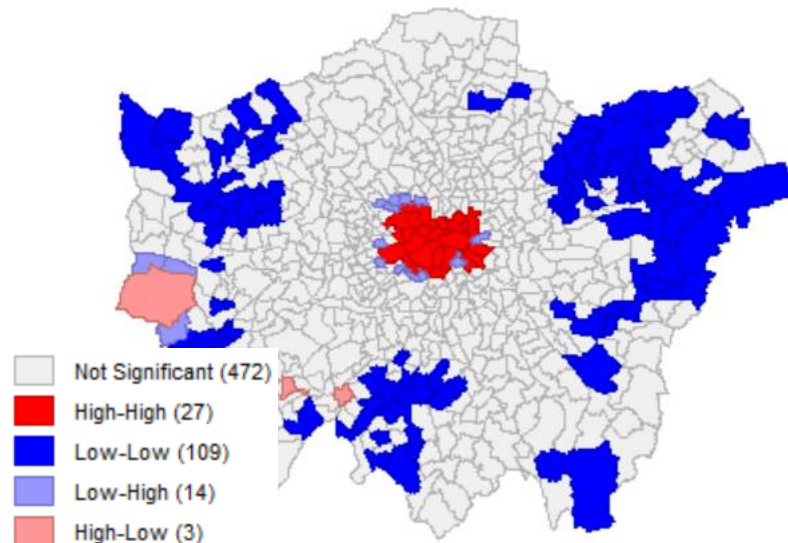 Not Significant (472)
High-High (27)
Low-Low (109)
Low-High (14)
High-Low (3)